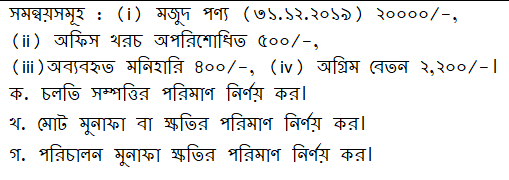 সমন্বয়সমূহ : (i) মজুদ পণ্য (৩১.১২.২০১৯) ২০০০০/-,
(ii) অফিস খরচ অপরিশোধিত ৫০০/-,
(iii)অব্যবহৃত মনিহারি ৪০০/-, (iv) অগ্রিম বেতন ২,২০০/-।
ক. চলতি সম্পত্তির পরিমাণ নির্ণয় কর।
খ. মোট মুনাফা বা ক্ষতির পরিমাণ নির্ণয় কর।
গ. পরিচালন মুনাফা ক্ষতির পরিমাণ নির্ণয় কর।